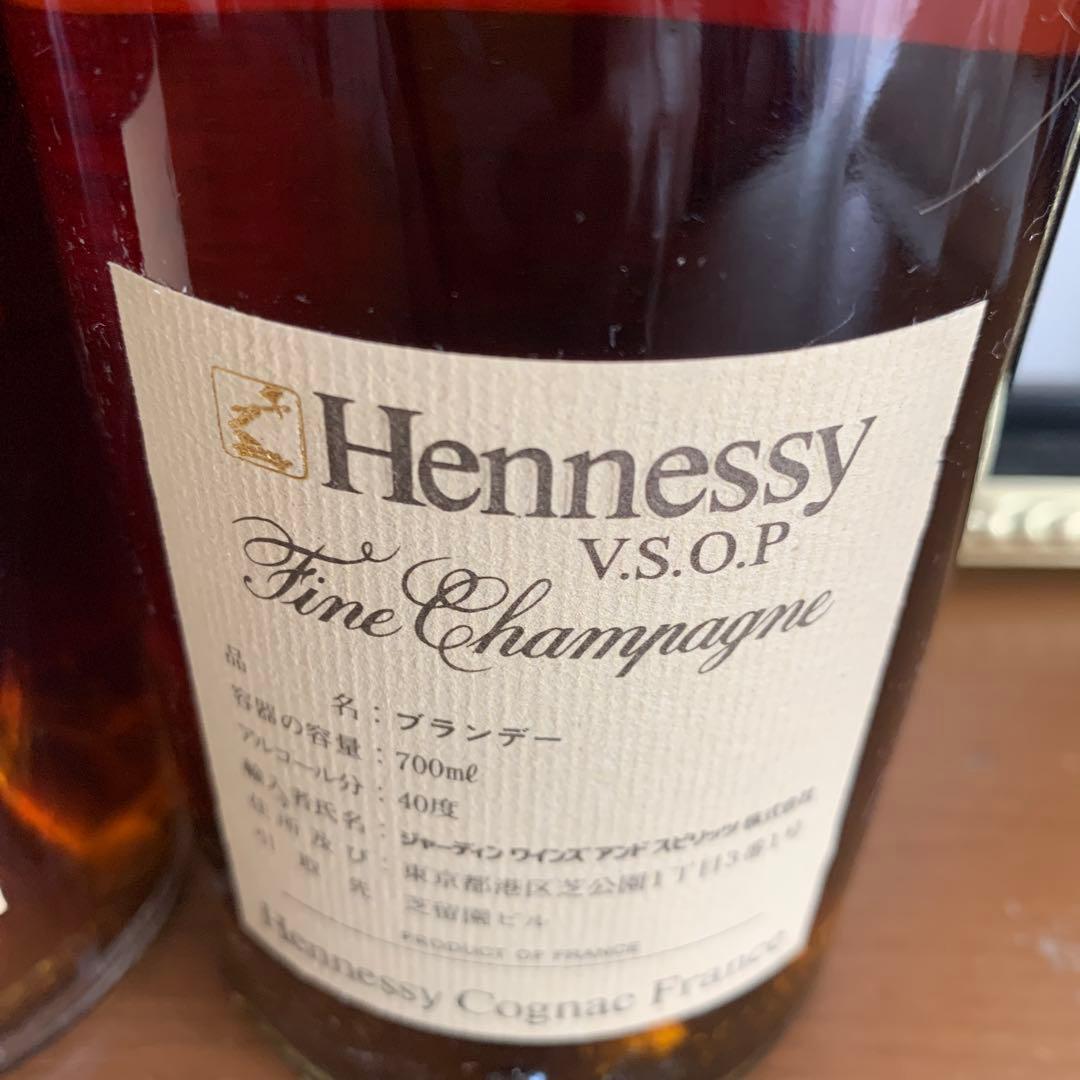 Hennessy
V.S.O.P
Fine Champagne
品 名：ブランデー
容器の容量：700mℓ
アルコール分：40度
輸入者氏名：ジャーディン ワインズ アンド スピリッツ 株式会社
住所及び：東京都港区芝公園1丁目3番1号
引取先 芝留園ビル
PRODUCT OF FRANCE
Hennessy Cognac France